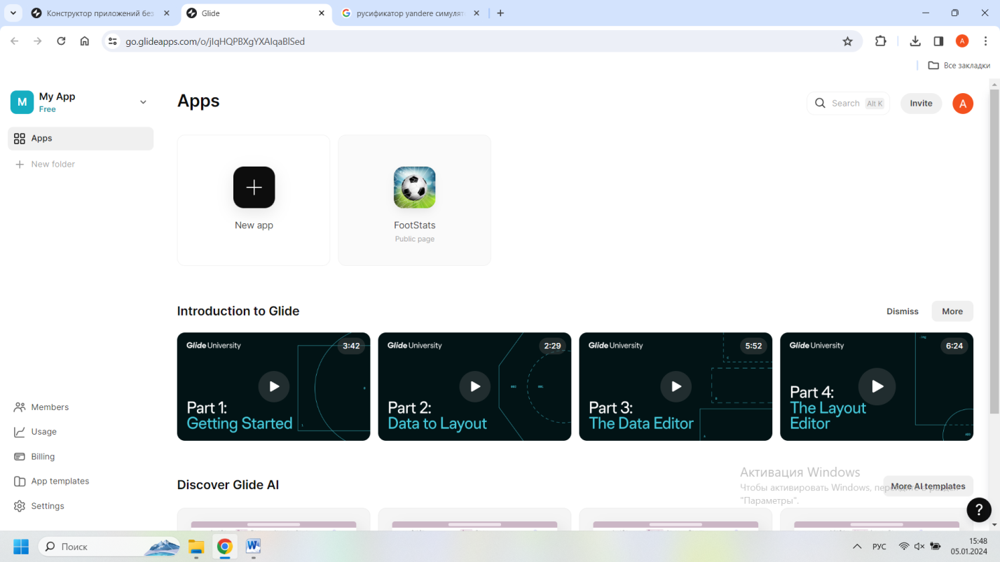 Конструктор приложений без
Glide
русификатор yandere симулят
go.glideapps.com/o/jIqHQPBXgYXAIqaBlSed
A
Все закладки
M
My App
Free
Apps
New folder
Apps
Search Alt K
Invite
A
New app
FootStats
Public page
Introduction to Glide
Dismiss
More
Glide University
3:42
Part 1:
Getting Started
Glide University
2:29
Part 2:
Data to Layout
Glide University
5:52
Part 3:
The Data Editor
Glide University
6:24
Part 4:
The Layout
Editor
Members
Usage
Billing
App templates
Settings
Discover Glide AI
More AI templates
Активация Windows
Чтобы активировать Windows, перейдите в раздел
"Параметры".
?
Поиск
W
РУС
15:48
05.01.2024